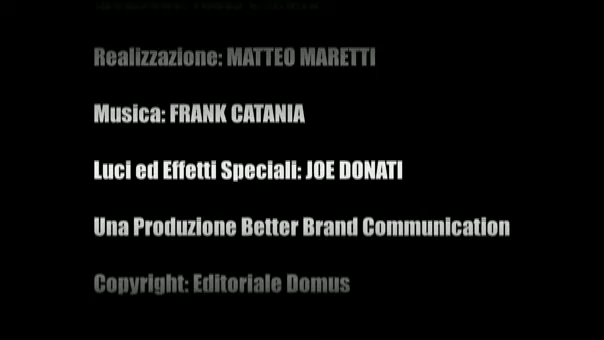 Realizzazione: MATTEO MARETTI
Musica: FRANK CATANIA
Luci ed Effetti Speciali: JOE DONATI
Una Produzione Better Brand Communication
Copyright: Editoriale Domus